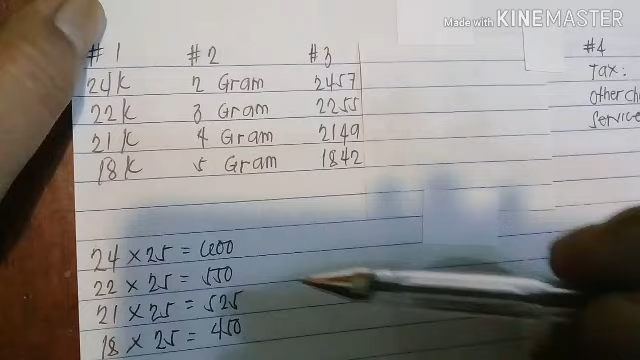 Made with KINEMASTER
#1 #2 #3 #4
24K 2 Gram 2457 Tax:
22K 3 Gram 2255 Other ch
21K 4 Gram 2149 Service
18K 5 Gram 1842
24 x 25 = 600
22 x 25 = 550
21 x 25 = 525
18 x 25 = 450